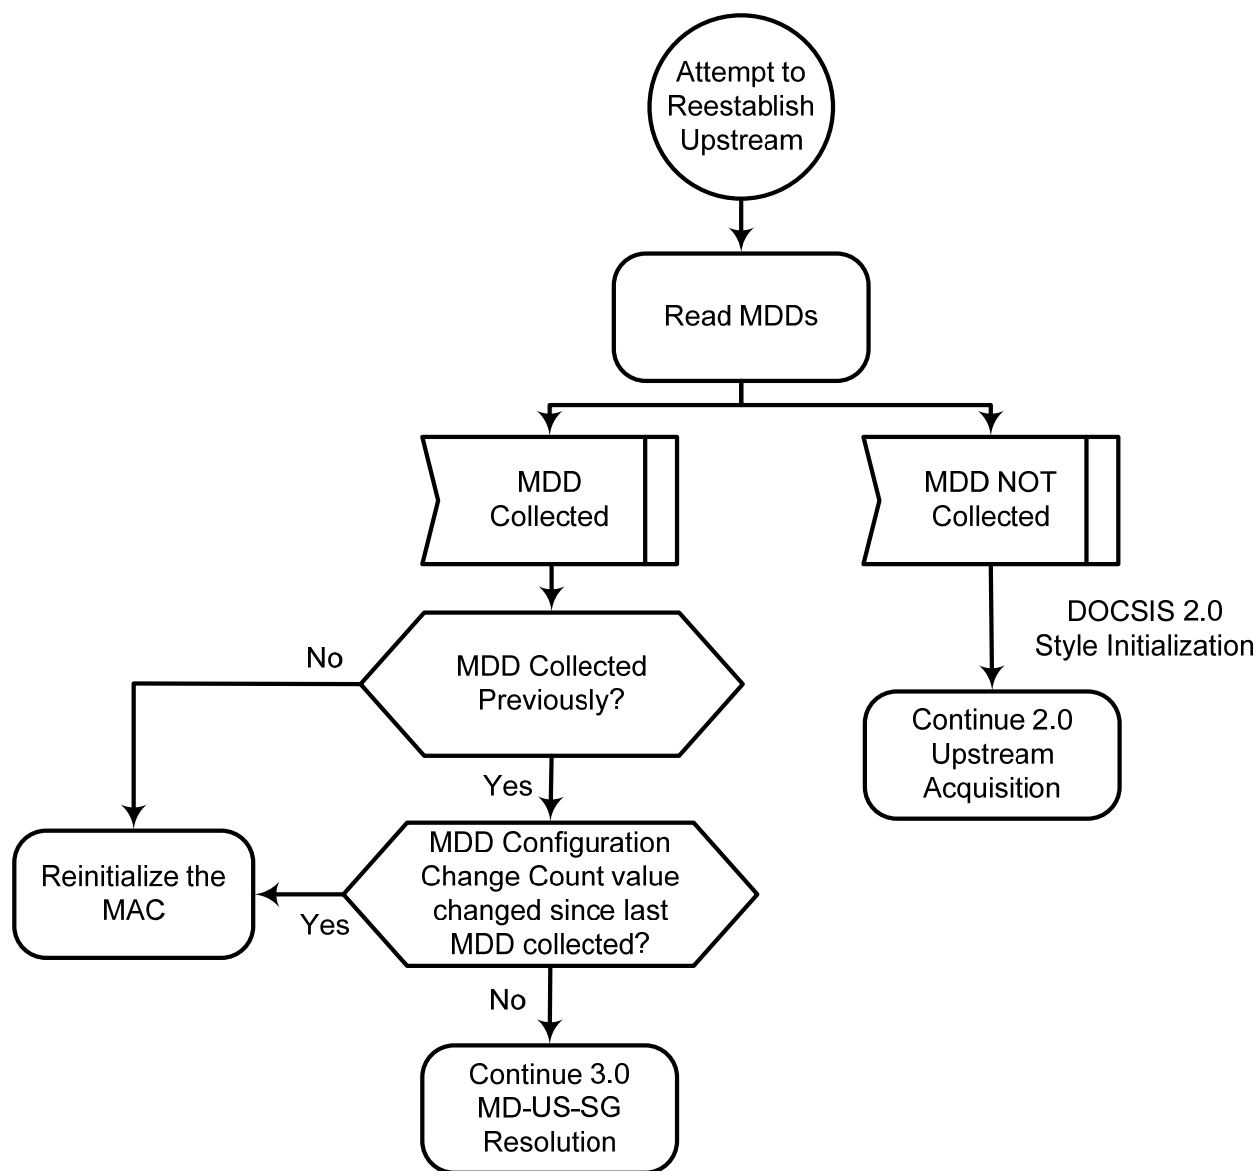 Attempt to
Reestablish
Upstream
Read MDDs
MDD
Collected
MDD NOT
Collected
DOCSIS 2.0
Style Initialization
No
MDD Collected
Previously?
Continue 2.0
Upstream
Acquisition
Yes
MDD Configuration
Change Count value
changed since last
MDD collected?
Reinitialize the
MAC
Yes
No
Continue 3.0
MD-US-SG
Resolution